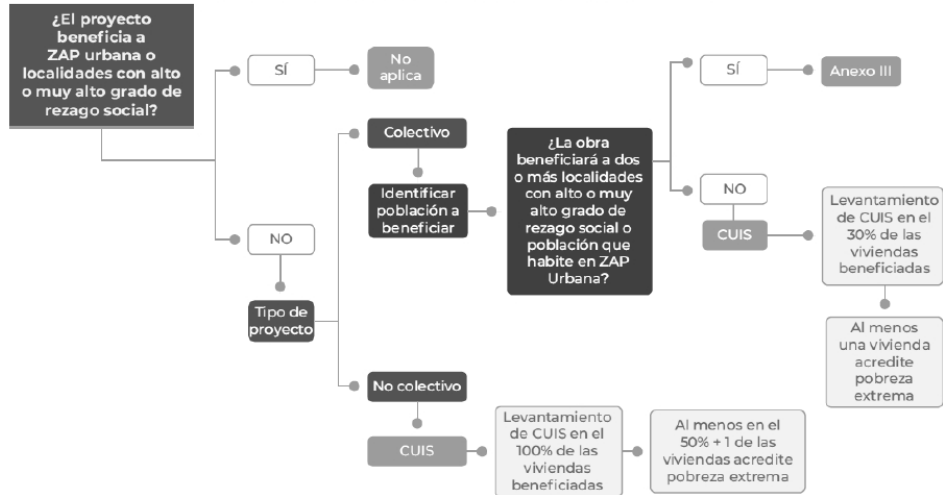 ¿El proyecto
beneficia a
ZAP urbana o
localidades con alto
o muy alto grado de
rezago social?
SÍ
No
aplica
NO
Tipo de
proyecto
Colectivo
Identificar
población a
beneficiar
¿La obra
beneficiará a dos
o más localidades
con alto o muy
alto grado de
rezago social o
población que
habite en ZAP
Urbana?
SÍ
Anexo III
NO
CUIS
Levantamiento
de CUIS en el
30% de las
viviendas
beneficiadas
Al menos
una vivienda
acredite
pobreza
extrema
No colectivo
CUIS
Levantamiento
de CUIS en el
100% de las
viviendas
beneficiadas
Al menos en el
50% + 1 de las
viviendas acredite
pobreza extrema